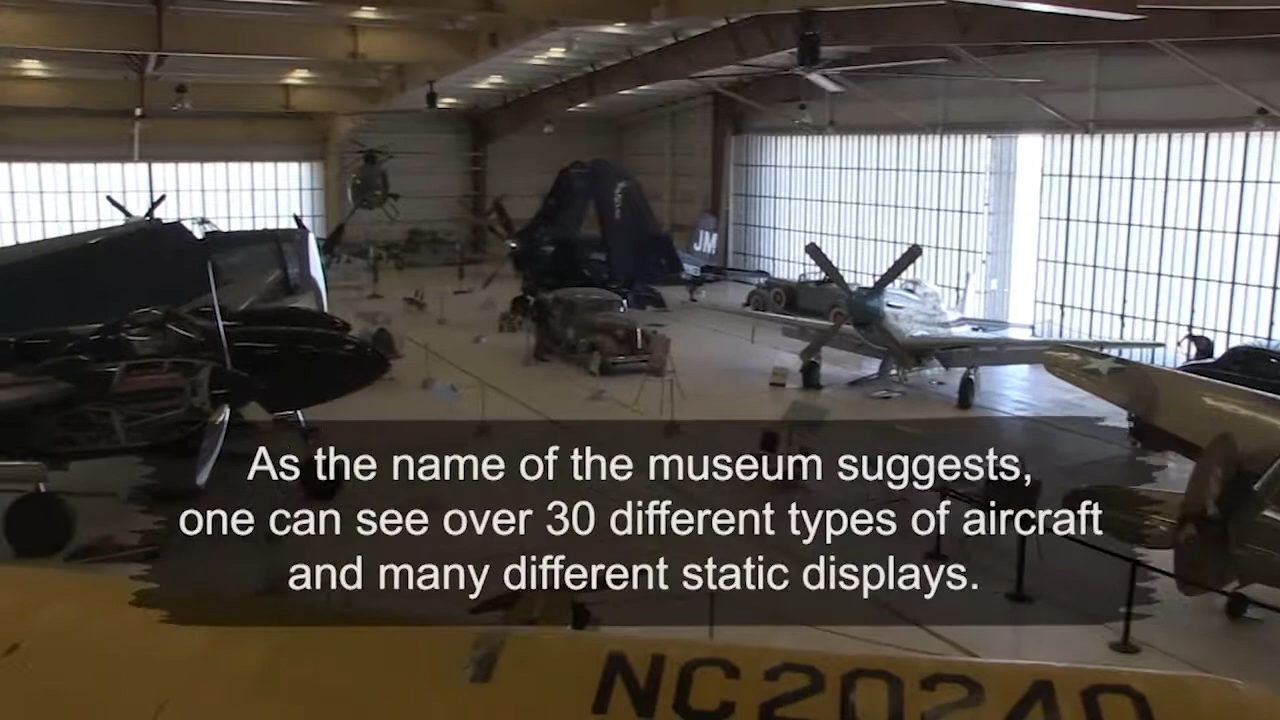 JM
As the name of the museum suggests,
one can see over 30 different types of aircraft
and many different static displays.